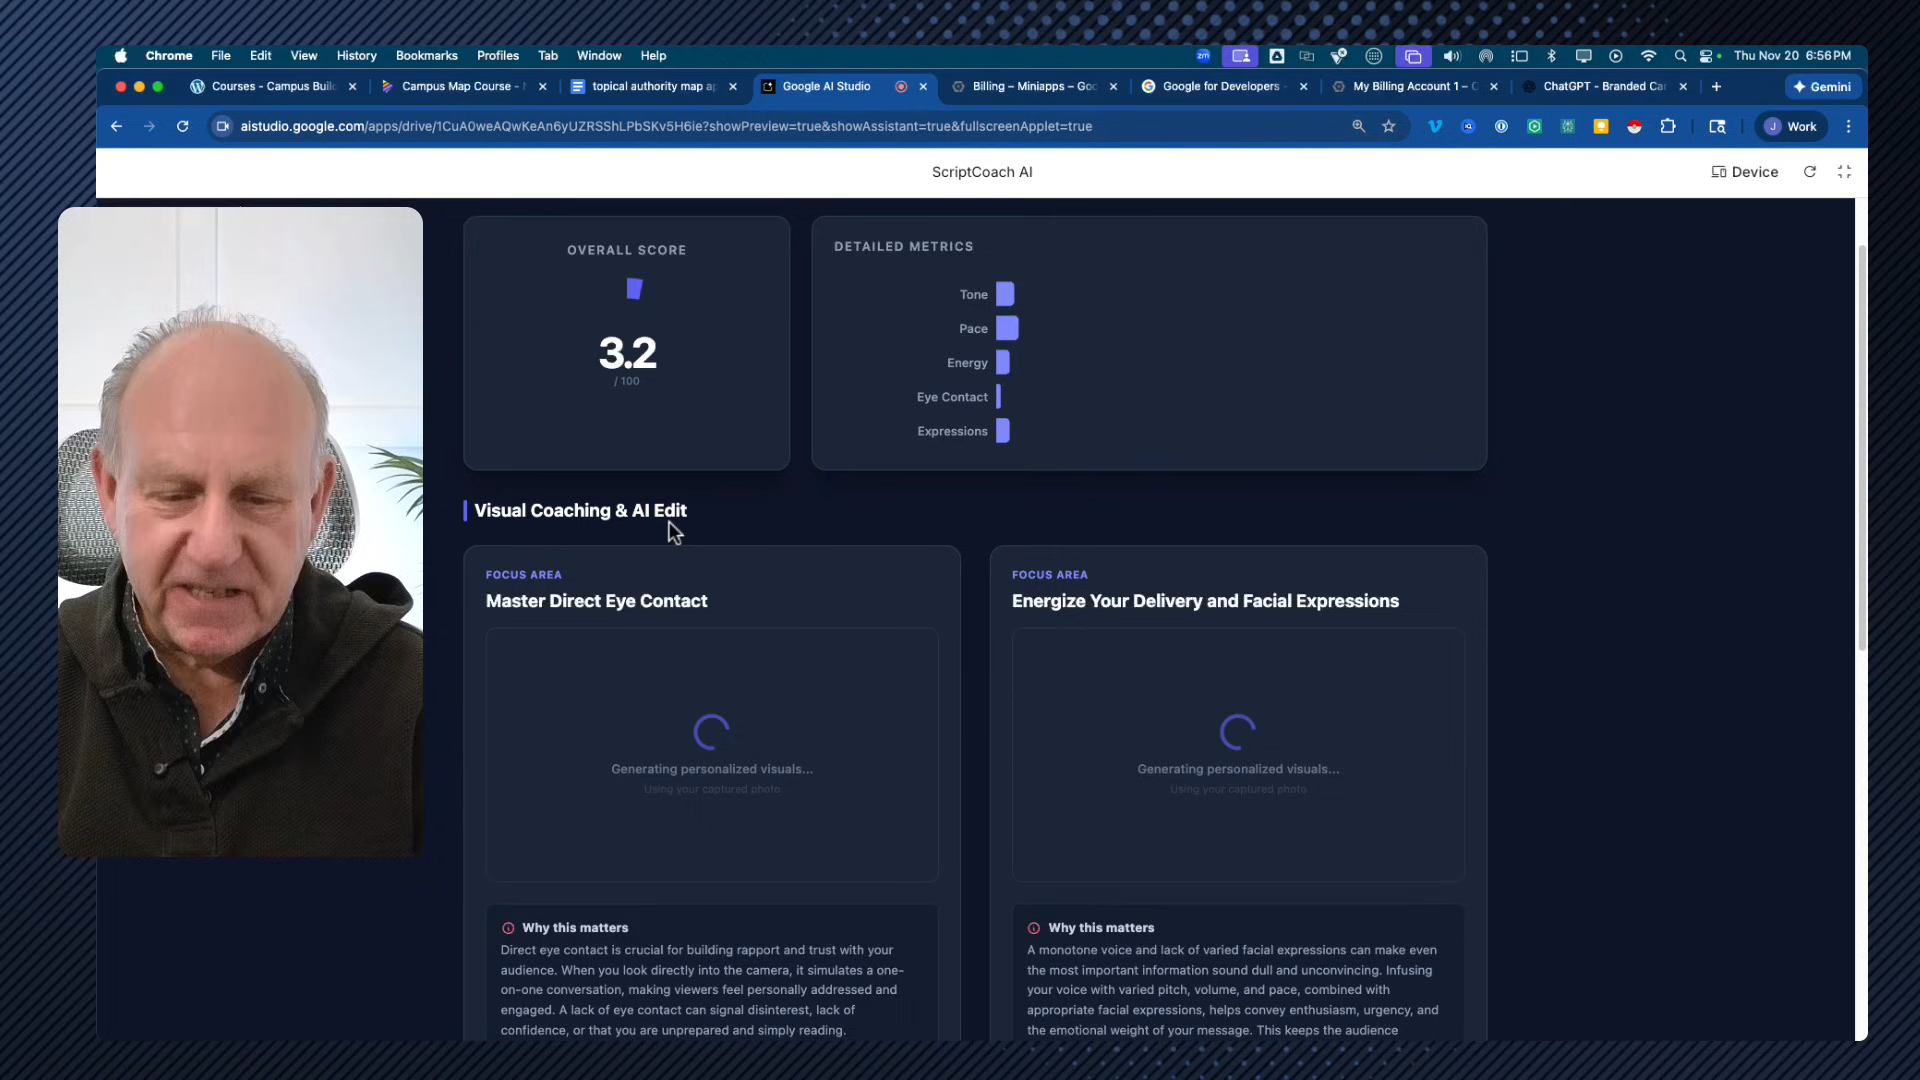 Chrome File Edit View History Bookmarks Profiles Tab Window Help
zm
Thu Nov 20 6:56 PM
Courses - Campus Buil
Campus Map Course -
topical authority map a
Google AI Studio
Billing – Miniapps – Goo
Google for Developers -
My Billing Account 1 –
ChatGPT - Branded Car
Gemini
aistudio.google.com/apps/drive/1CuA0weAQwKeAn6yUZRSShLPbSKv5H6ie?showPreview=true&showAssistant=true&fullscreenApplet=true
J Work
ScriptCoach AI
Device
OVERALL SCORE
3.2
/ 100
DETAILED METRICS
Tone
Pace
Energy
Eye Contact
Expressions
Visual Coaching & AI Edit
FOCUS AREA
Master Direct Eye Contact
Generating personalized visuals...
Using your captured photo
Why this matters
Direct eye contact is crucial for building rapport and trust with your
audience. When you look directly into the camera, it simulates a one-
on-one conversation, making viewers feel personally addressed and
engaged. A lack of eye contact can signal disinterest, lack of
confidence, or that you are unprepared and simply reading.
FOCUS AREA
Energize Your Delivery and Facial Expressions
Generating personalized visuals...
Using your captured photo
Why this matters
A monotone voice and lack of varied facial expressions can make even
the most important information sound dull and unconvincing. Infusing
your voice with varied pitch, volume, and pace, combined with
appropriate facial expressions, helps convey enthusiasm, urgency, and
the emotional weight of your message. This keeps the audience